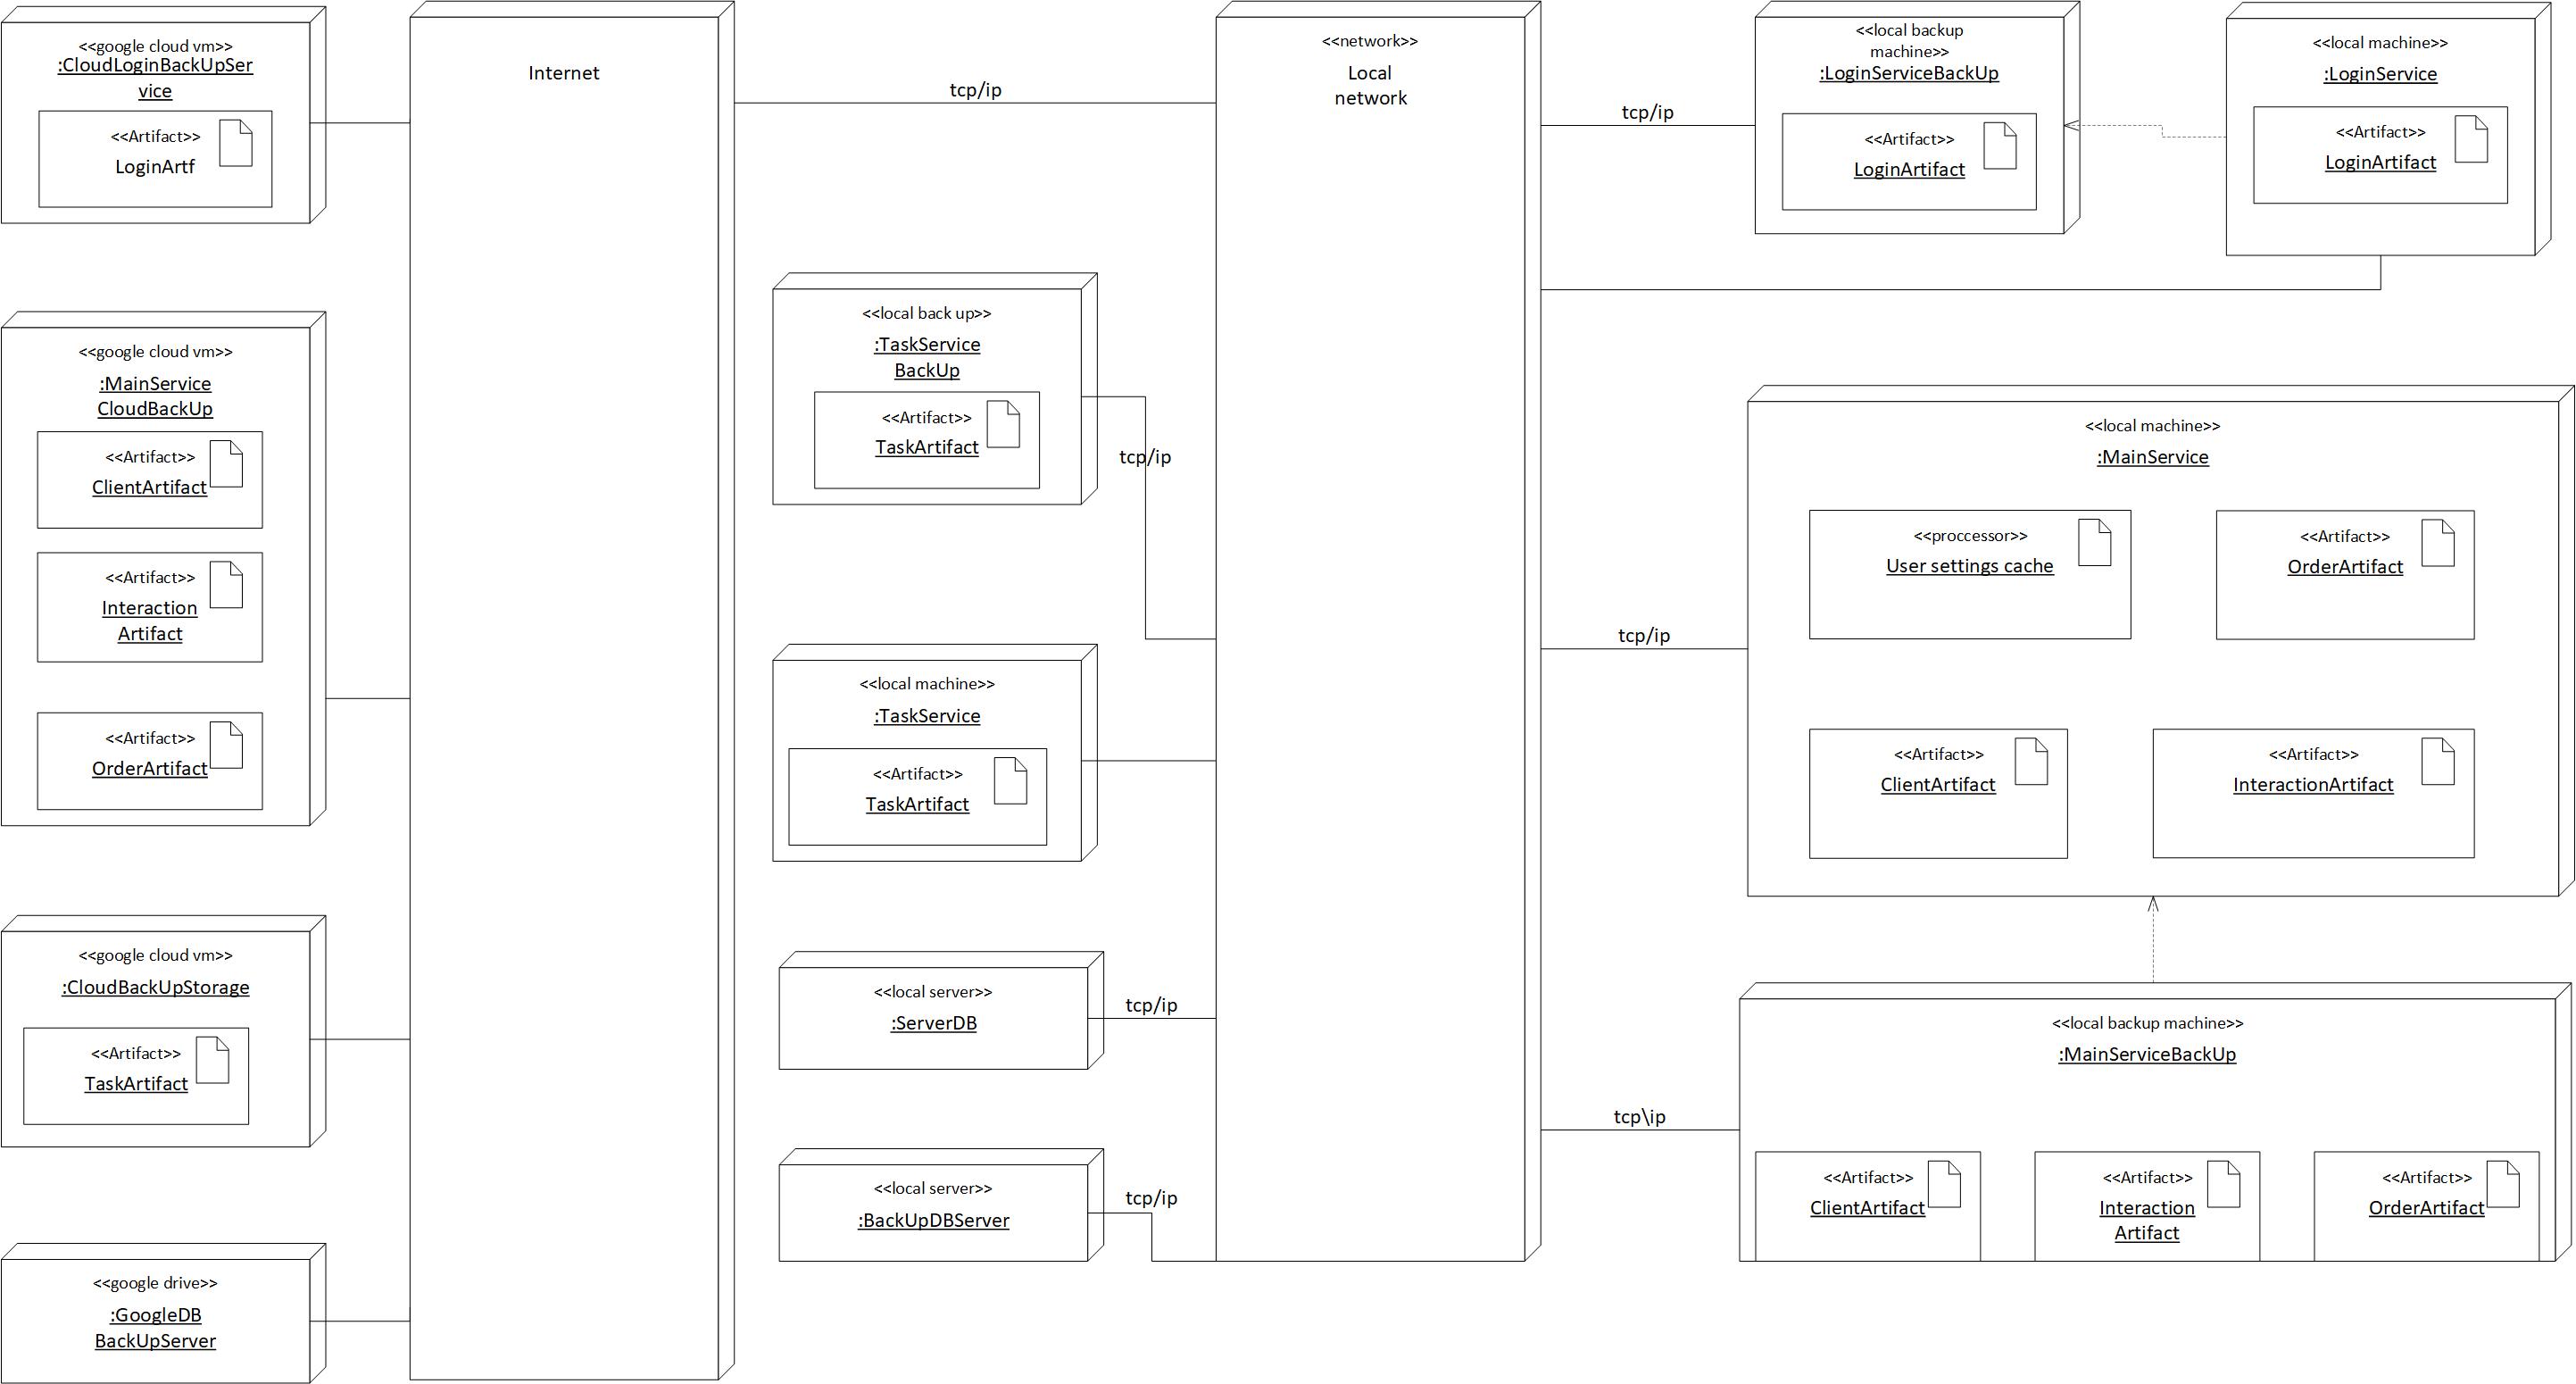 <<google cloud vm>>
:CloudLoginBackUpSer
vice
<<Artifact>>
LoginArtf
<<google cloud vm>>
:MainService
CloudBackUp
<<Artifact>>
ClientArtifact
<<Artifact>>
Interaction
Artifact
<<Artifact>>
OrderArtifact
<<google cloud vm>>
:CloudBackUpStorage
<<Artifact>>
TaskArtifact
<<google drive>>
:GoogleDB
BackUpServer
Internet
tcp/ip
<<local back up>>
:TaskService
BackUp
<<Artifact>>
TaskArtifact
tcp/ip
<<local machine>>
:TaskService
<<Artifact>>
TaskArtifact
<<local server>>
:ServerDB
tcp/ip
<<local server>>
:BackUpDBServer
tcp/ip
<<network>>
Local
network
tcp/ip
<<local backup
machine>>
:LoginServiceBackUp
<<Artifact>>
LoginArtifact
<<local machine>>
:LoginService
<<Artifact>>
LoginArtifact
tcp/ip
<<local machine>>
:MainService
<<proccessor>>
User settings cache
<<Artifact>>
OrderArtifact
<<Artifact>>
ClientArtifact
<<Artifact>>
InteractionArtifact
tcp\ip
<<local backup machine>>
:MainServiceBackUp
<<Artifact>>
ClientArtifact
<<Artifact>>
Interaction
Artifact
<<Artifact>>
OrderArtifact